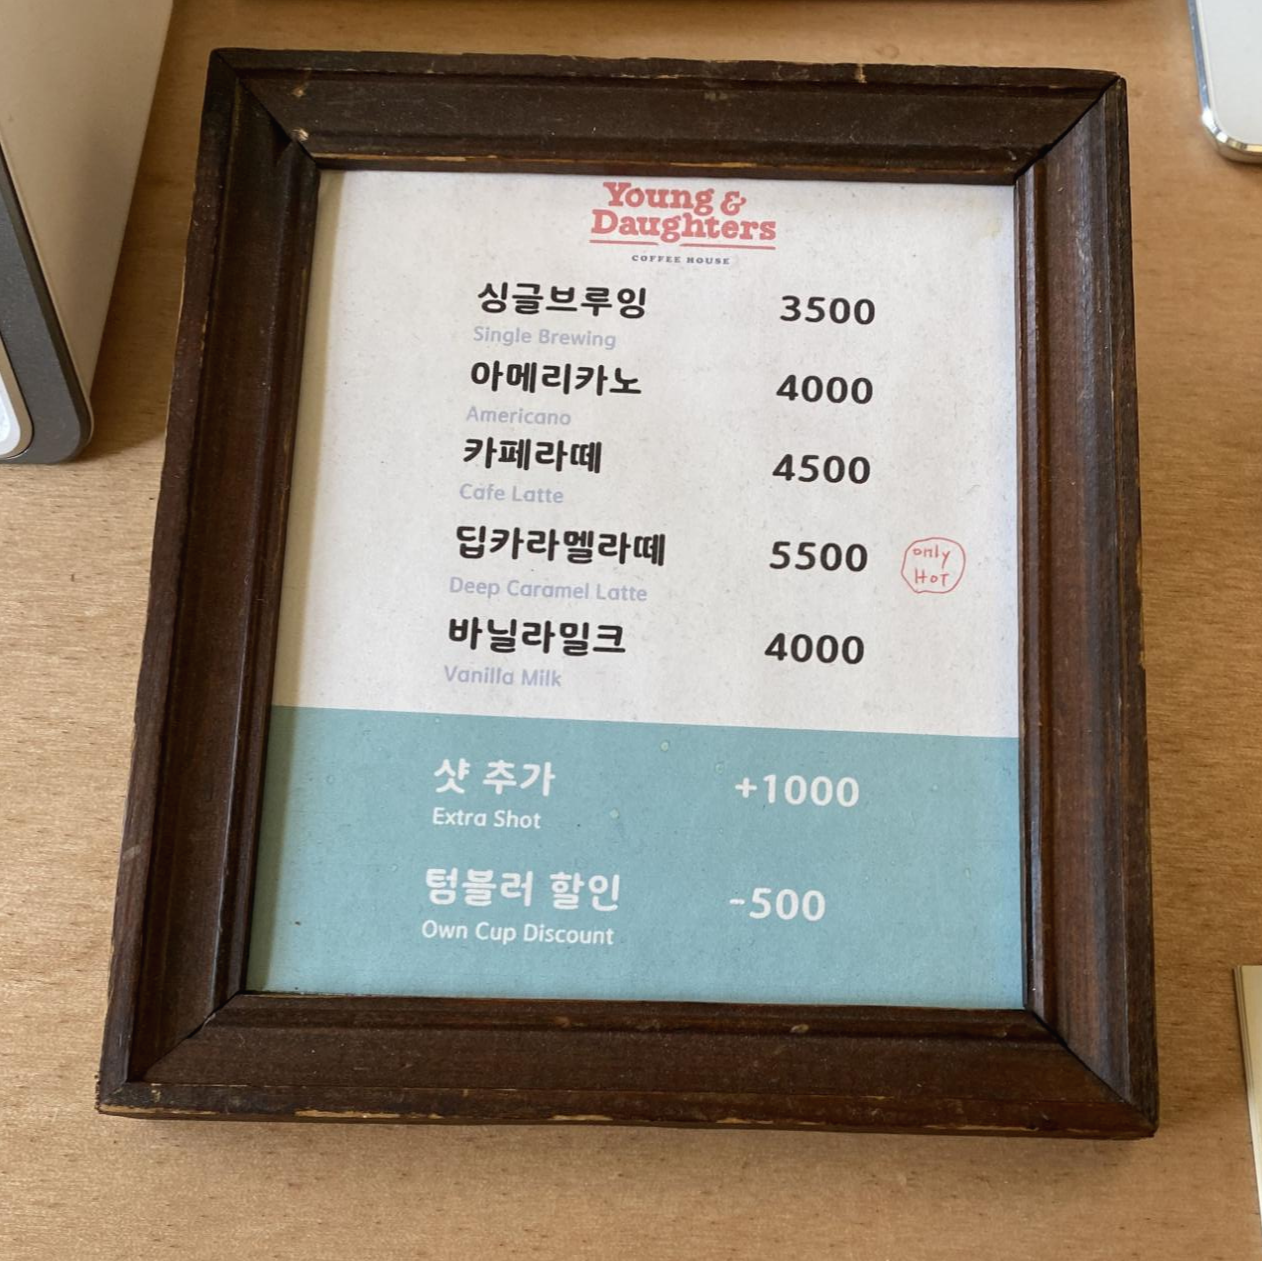 Young &
Daughters
COFFEE HOUSE
싱글브루잉 3500
Single Brewing
아메리카노 4000
Americano
카페라떼 4500
Cafe Latte
딥카라멜라떼 5500
only
HOT
Deep Caramel Latte
바닐라밀크 4000
Vanilla Milk
샷 추가 +1000
Extra Shot
텀블러 할인 -500
Own Cup Discount